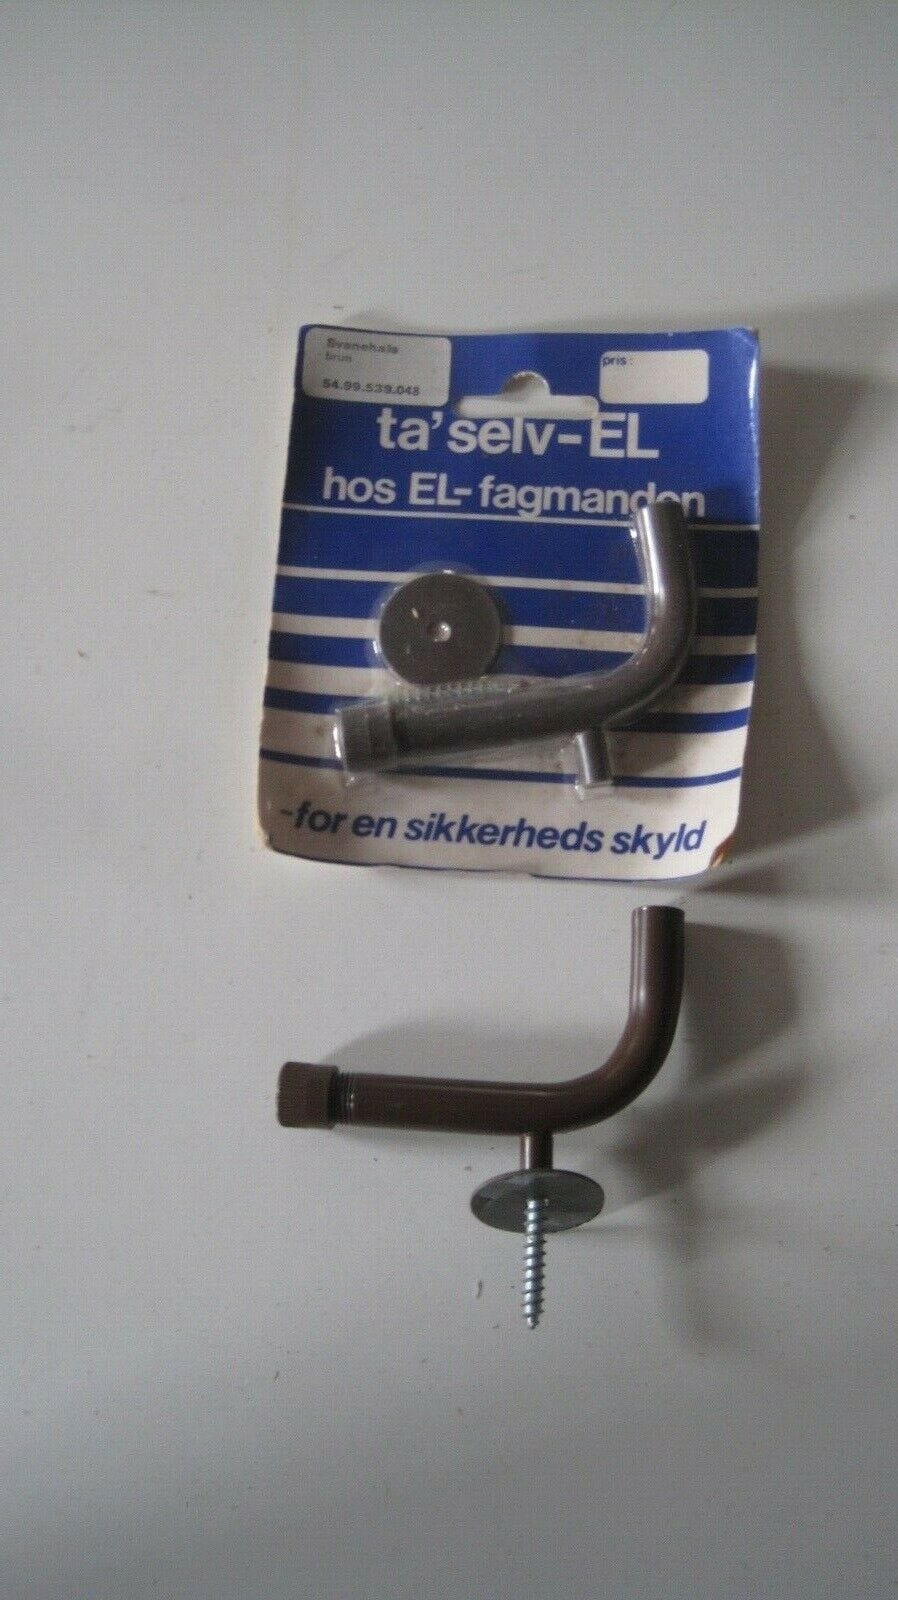 Svanehals
brun
54.99.539.048
pris:
ta' selv-EL
hos EL-fagmanden
-for en sikkerheds skyld